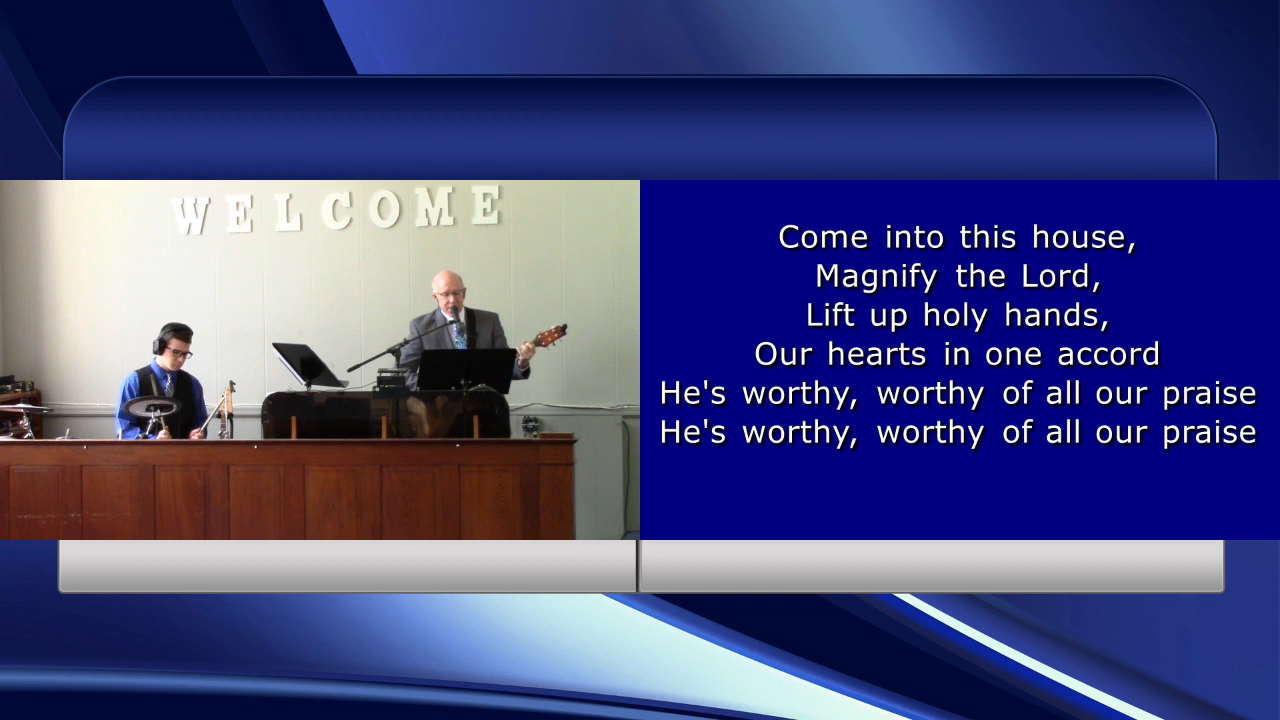 WELCOME
Come into this house,
Magnify the Lord,
Lift up holy hands,
Our hearts in one accord
He's worthy, worthy of all our praise
He's worthy, worthy of all our praise